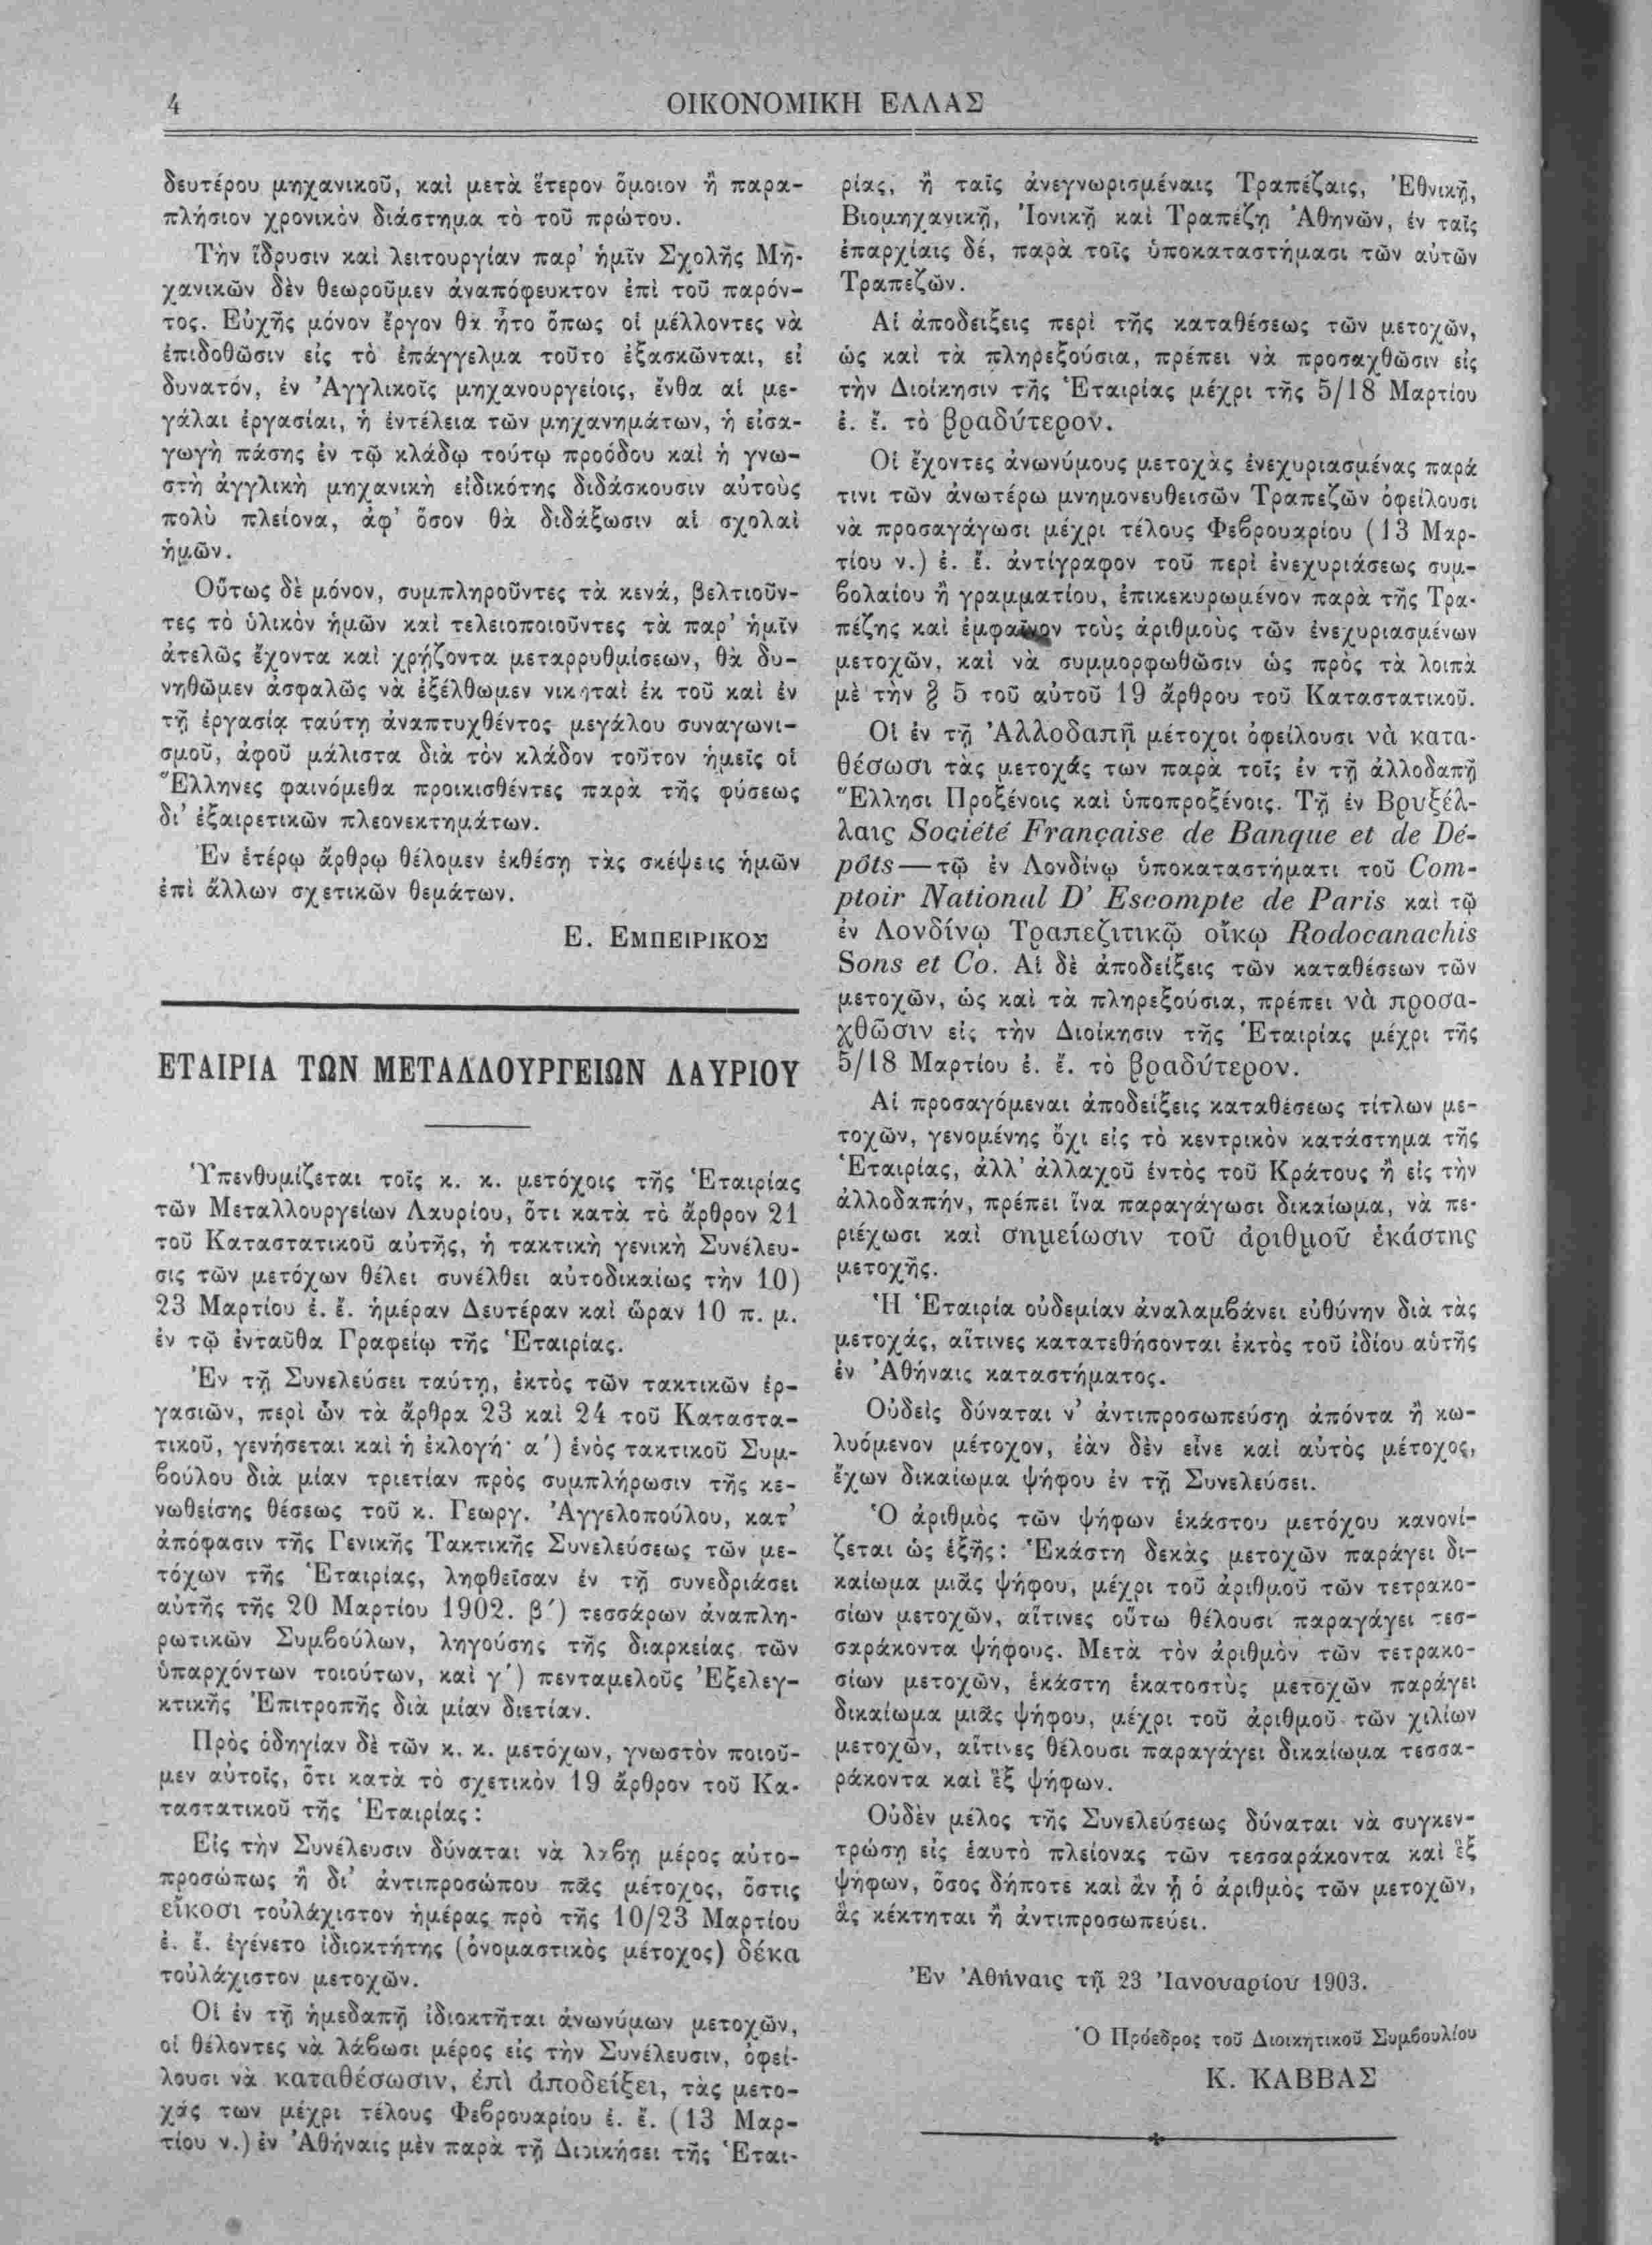 4
ΟΙΚΟΝΟΜΙΚΗ ΕΛΛΑΣ
δευτέρου μηχανικοῦ, καὶ μετὰ ἕτερον ὅμοιον ἢ παρα-
πλήσιον χρονικὸν διάστημα τὸ τοῦ πρώτου.
Τὴν ἵδρυσιν καὶ λειτουργίαν παρ' ἡμῖν Σχολῆς Μη-
χανικῶν δὲν θεωροῦμεν ἀναπόφευκτον ἐπὶ τοῦ παρόν-
τος. Εὐχῆς μόνον ἔργον θὰ ἦτο ὅπως οἱ μέλλοντες νὰ
ἐπιδοθῶσιν εἰς τὸ ἐπάγγελμα τοῦτο ἐξασκῶνται, εἰ
δυνατόν, ἐν Ἀγγλικοῖς μηχανουργείοις, ἔνθα αἱ με-
γάλαι ἐργασίαι, ἡ ἐντέλεια τῶν μηχανημάτων, ἡ εἰσα-
γωγὴ πάσης ἐν τῷ κλάδῳ τούτῳ προόδου καὶ ἡ γνω-
στὴ ἀγγλικὴ μηχανικὴ εἰδικότης διδάσκουσιν αὐτοὺς
πολὺ πλείονα, ἀφ' ὅσον θὰ διδάξωσιν αἱ σχολαὶ
ἡμῶν.
Οὕτως δὲ μόνον, συμπληροῦντες τὰ κενά, βελτιοῦν-
τες τὸ ὑλικὸν ἡμῶν καὶ τελειοποιοῦντες τὰ παρ' ἡμῖν
ἀτελῶς ἔχοντα καὶ χρήζοντα μεταρρυθμίσεων, θὰ δυ-
νηθῶμεν ἀσφαλῶς νὰ ἐξέλθωμεν νικηταὶ ἐκ τοῦ καὶ ἐν
τῇ ἐργασίᾳ ταύτῃ ἀναπτυχθέντος μεγάλου συναγωνι-
σμοῦ, ἀφοῦ μάλιστα διὰ τὸν κλάδον τοῦτον ἡμεῖς οἱ
Ἕλληνες φαινόμεθα προικισθέντες παρὰ τῆς φύσεως
δι' ἐξαιρετικῶν πλεονεκτημάτων.
Ἐν ἑτέρῳ ἄρθρῳ θέλομεν ἐκθέσῃ τὰς σκέψεις ἡμῶν
ἐπὶ ἄλλων σχετικῶν θεμάτων.
Ε. ΕΜΠΕΙΡΙΚΟΣ
ΕΤΑΙΡΙΑ ΤΩΝ ΜΕΤΑΛΛΟΥΡΓΕΙΩΝ ΛΑΥΡΙΟΥ
Ὑπενθυμίζεται τοῖς κ. κ. μετόχοις τῆς Ἑταιρίας
τῶν Μεταλλουργείων Λαυρίου, ὅτι κατὰ τὸ ἄρθρον 21
τοῦ Καταστατικοῦ αὐτῆς, ἡ τακτικὴ γενικὴ Συνέλευ-
σις τῶν μετόχων θέλει συνέλθει αὐτοδικαίως τὴν 10)
23 Μαρτίου ἐ. ἔ. ἡμέραν Δευτέραν καὶ ὥραν 10 π. μ.
ἐν τῷ ἐνταῦθα Γραφείῳ τῆς Ἑταιρίας.
Ἐν τῇ Συνελεύσει ταύτῃ, ἐκτὸς τῶν τακτικῶν ἐρ-
γασιῶν, περὶ ὧν τὰ ἄρθρα 23 καὶ 24 τοῦ Καταστα-
τικοῦ, γενήσεται καὶ ἡ ἐκλογή· α΄) ἑνὸς τακτικοῦ Συμ-
βούλου διὰ μίαν τριετίαν πρὸς συμπλήρωσιν τῆς κε-
νωθείσης θέσεως τοῦ κ. Γεωργ. Ἀγγελοπούλου, κατ'
ἀπόφασιν τῆς Γενικῆς Τακτικῆς Συνελεύσεως τῶν με-
τόχων τῆς Ἑταιρίας, ληφθεῖσαν ἐν τῇ συνεδριάσει
αὐτῆς τῆς 20 Μαρτίου 1902. β΄) τεσσάρων ἀναπλη-
ρωτικῶν Συμβούλων, ληγούσης τῆς διαρκείας τῶν
ὑπαρχόντων τοιούτων, καὶ γ΄) πενταμελοῦς Ἐξελεγ-
κτικῆς Ἐπιτροπῆς διὰ μίαν διετίαν.
Πρὸς ὁδηγίαν δὲ τῶν κ. κ. μετόχων, γνωστὸν ποιοῦ-
μεν αὐτοῖς, ὅτι κατὰ τὸ σχετικὸν 19 ἄρθρον τοῦ Κα-
ταστατικοῦ τῆς Ἑταιρίας:
Εἰς τὴν Συνέλευσιν δύναται νὰ λάβῃ μέρος αὐτο-
προσώπως ἢ δι' ἀντιπροσώπου πᾶς μέτοχος, ὅστις
εἴκοσι τοὐλάχιστον ἡμέρας πρὸ τῆς 10/23 Μαρτίου
ἐ. ἔ. ἐγένετο ἰδιοκτήτης (ὀνομαστικὸς μέτοχος) δέκα
τοὐλάχιστον μετοχῶν.
Οἱ ἐν τῇ ἡμεδαπῇ ἰδιοκτῆται ἀνωνύμων μετοχῶν,
οἱ θέλοντες νὰ λάβωσι μέρος εἰς τὴν Συνέλευσιν, ὀφεί-
λουσι νὰ καταθέσωσιν, ἐπὶ ἀποδείξει, τὰς μετο-
χάς των μέχρι τέλους Φεβρουαρίου ἐ. ἔ. (13 Μαρ-
τίου ν.) ἐν Ἀθήναις μὲν παρὰ τῇ Διοικήσει τῆς Ἑται-
ρίας, ἢ ταῖς ἀνεγνωρισμέναις Τραπέζαις, Ἐθνικῇ,
Βιομηχανικῇ, Ἰονικῇ καὶ Τραπέζῃ Ἀθηνῶν, ἐν ταῖς
ἐπαρχίαις δέ, παρὰ τοῖς ὑποκαταστήμασι τῶν αὐτῶν
Τραπεζῶν.
Αἱ ἀποδείξεις περὶ τῆς καταθέσεως τῶν μετοχῶν,
ὡς καὶ τὰ πληρεξούσια, πρέπει νὰ προσαχθῶσιν εἰς
τὴν Διοίκησιν τῆς Ἑταιρίας μέχρι τῆς 5/18 Μαρτίου
ἐ. ἔ. τὸ βραδύτερον.
Οἱ ἔχοντες ἀνωνύμους μετοχὰς ἐνεχυριασμένας παρά
τινι τῶν ἀνωτέρω μνημονευθεισῶν Τραπεζῶν ὀφείλουσι
νὰ προσαγάγωσι μέχρι τέλους Φεβρουαρίου (13 Μαρ-
τίου ν.) ἐ. ἔ. ἀντίγραφον τοῦ περὶ ἐνεχυριάσεως συμ-
βολαίου ἢ γραμματίου, ἐπικεκυρωμένον παρὰ τῆς Τρα-
πέζης καὶ ἐμφαῖνον τοὺς ἀριθμοὺς τῶν ἐνεχυριασμένων
μετοχῶν, καὶ νὰ συμμορφωθῶσιν ὡς πρὸς τὰ λοιπὰ
μὲ τὴν § 5 τοῦ αὐτοῦ 19 ἄρθρου τοῦ Καταστατικοῦ.
Οἱ ἐν τῇ Ἀλλοδαπῇ μέτοχοι ὀφείλουσι νὰ κατα-
θέσωσι τὰς μετοχάς των παρὰ τοῖς ἐν τῇ ἀλλοδαπῇ
Ἕλλησι Προξένοις καὶ ὑποπροξένοις. Τῇ ἐν Βρυξέλ-
λαις Société Française de Banque et de Dé-
pôts—τῷ ἐν Λονδίνῳ ὑποκαταστήματι τοῦ Com-
ptoir National D' Escompte de Paris καὶ τῷ
ἐν Λονδίνῳ Τραπεζιτικῷ οἴκῳ Rodocanachis
Sons et Co. Αἱ δὲ ἀποδείξεις τῶν καταθέσεων τῶν
μετοχῶν, ὡς καὶ τὰ πληρεξούσια, πρέπει νὰ προσα-
χθῶσιν εἰς τὴν Διοίκησιν τῆς Ἑταιρίας μέχρι τῆς
5/18 Μαρτίου ἐ. ἔ. τὸ βραδύτερον.
Αἱ προσαγόμεναι ἀποδείξεις καταθέσεως τίτλων με-
τοχῶν, γενομένης ὄχι εἰς τὸ κεντρικὸν κατάστημα τῆς
Ἑταιρίας, ἀλλ' ἀλλαχοῦ ἐντὸς τοῦ Κράτους ἢ εἰς τὴν
ἀλλοδαπήν, πρέπει ἵνα παραγάγωσι δικαίωμα, νὰ πε-
ριέχωσι καὶ σημείωσιν τοῦ ἀριθμοῦ ἑκάστης
μετοχῆς.
Ἡ Ἑταιρία οὐδεμίαν ἀναλαμβάνει εὐθύνην διὰ τὰς
μετοχάς, αἵτινες κατατεθήσονται ἐκτὸς τοῦ ἰδίου αὑτῆς
ἐν Ἀθήναις καταστήματος.
Οὐδεὶς δύναται ν' ἀντιπροσωπεύσῃ ἀπόντα ἢ κω-
λυόμενον μέτοχον, ἐὰν δὲν εἶνε καὶ αὐτὸς μέτοχος,
ἔχων δικαίωμα ψήφου ἐν τῇ Συνελεύσει.
Ὁ ἀριθμὸς τῶν ψήφων ἑκάστου μετόχου κανονί-
ζεται ὡς ἑξῆς: Ἑκάστη δεκὰς μετοχῶν παράγει δι-
καίωμα μιᾶς ψήφου, μέχρι τοῦ ἀριθμοῦ τῶν τετρακο-
σίων μετοχῶν, αἵτινες οὕτω θέλουσι παραγάγει τεσ-
σαράκοντα ψήφους. Μετὰ τὸν ἀριθμὸν τῶν τετρακο-
σίων μετοχῶν, ἑκάστη ἑκατοστὺς μετοχῶν παράγει
δικαίωμα μιᾶς ψήφου, μέχρι τοῦ ἀριθμοῦ τῶν χιλίων
μετοχῶν, αἵτινες θέλουσι παραγάγει δικαίωμα τεσσα-
ράκοντα καὶ ἓξ ψήφων.
Οὐδὲν μέλος τῆς Συνελεύσεως δύναται νὰ συγκεν-
τρώσῃ εἰς ἑαυτὸ πλείονας τῶν τεσσαράκοντα καὶ ἓξ
ψήφων, ὅσος δήποτε καὶ ἂν ᾖ ὁ ἀριθμὸς τῶν μετοχῶν,
ἃς κέκτηται ἢ ἀντιπροσωπεύει.
Ἐν Ἀθήναις τῇ 23 Ἰανουαρίου 1903.
Ὁ Πρόεδρος τοῦ Διοικητικοῦ Συμβουλίου
Κ. ΚΑΒΒΑΣ